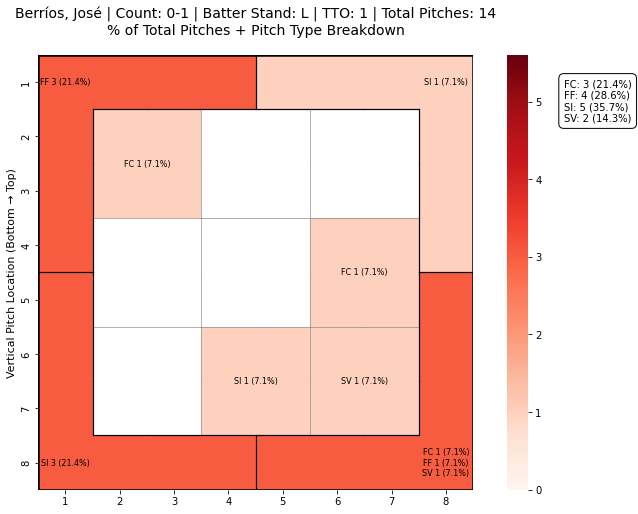 Berríos, José | Count: 0-1 | Batter Stand: L | TTO: 1 | Total Pitches: 14
% of Total Pitches + Pitch Type Breakdown
FF 3 (21.4%)
SI 1 (7.1%)
FC 1 (7.1%)
FC 1 (7.1%)
SI 1 (7.1%)
SV 1 (7.1%)
SI 3 (21.4%)
FC 1 (7.1%)
FF 1 (7.1%)
SV 1 (7.1%)
Vertical Pitch Location (Bottom → Top)
1
2
3
4
5
6
7
8
1 2 3 4 5 6 7 8
5
4
3
2
1
0
FC: 3 (21.4%)
FF: 4 (28.6%)
SI: 5 (35.7%)
SV: 2 (14.3%)